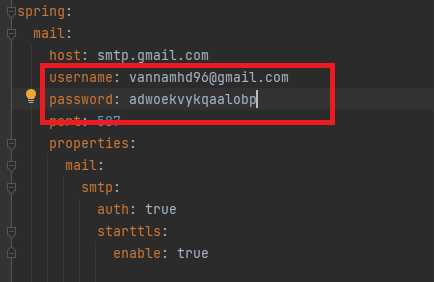 spring:
mail:
host: smtp.gmail.com
username: vannamhd96@gmail.com
password: adwoekvykqaalobp
port: 587
properties:
mail:
smtp:
auth: true
starttls:
enable: true